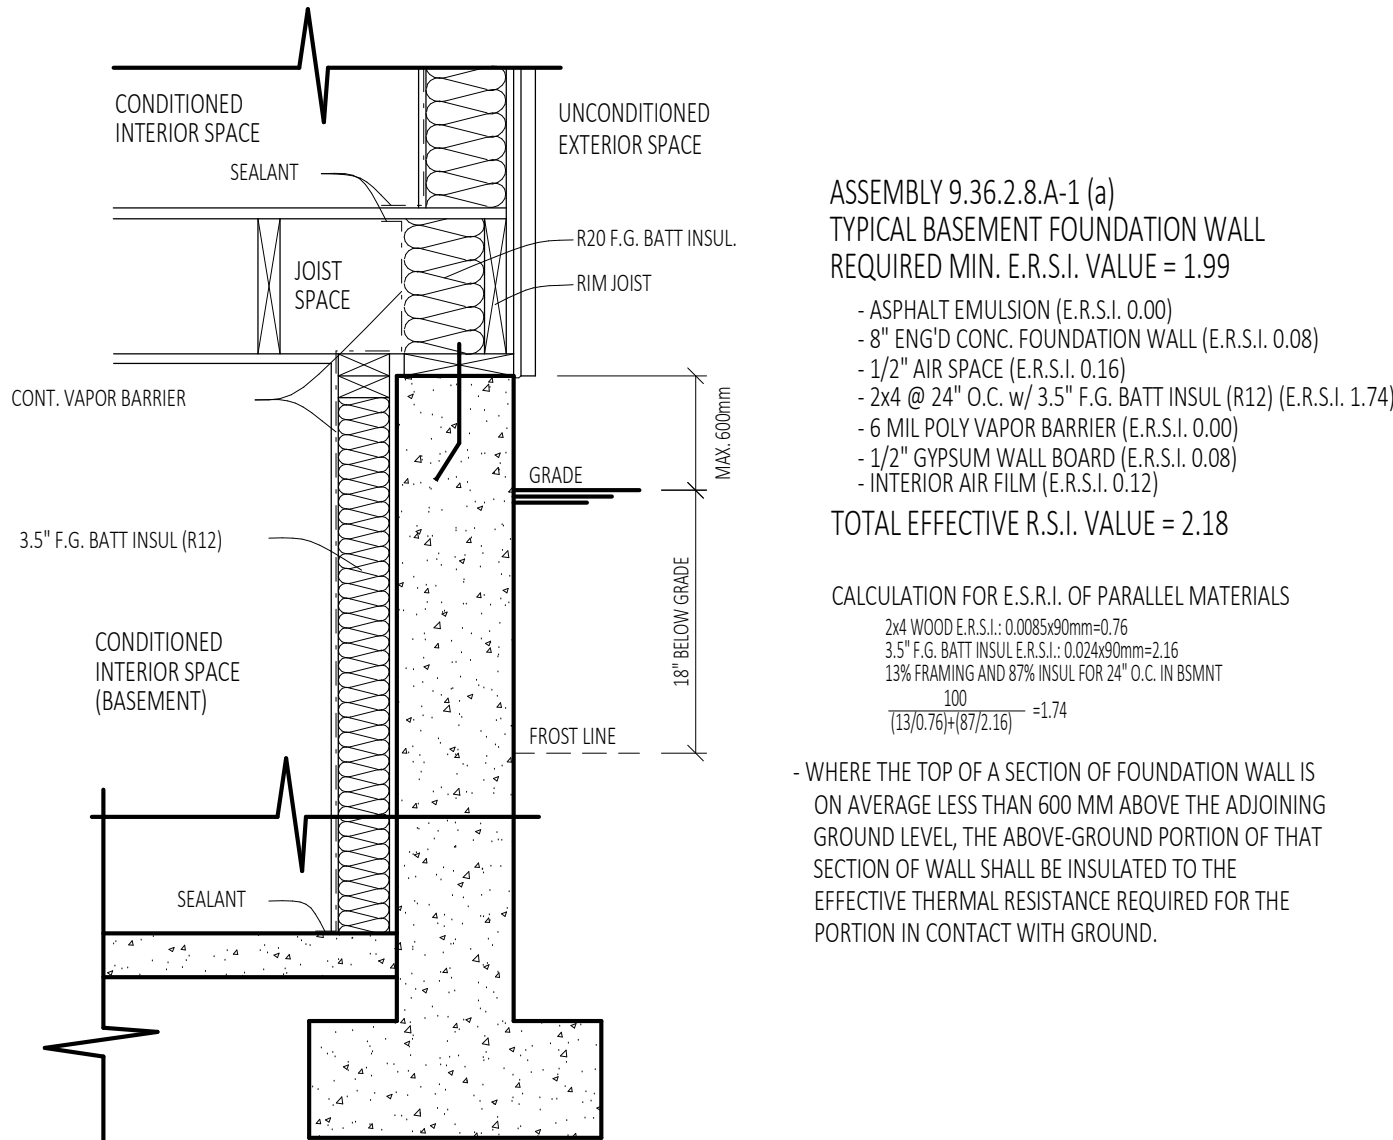 CONDITIONED
INTERIOR SPACE
UNCONDITIONED
EXTERIOR SPACE
SEALANT
R20 F.G. BATT INSUL.
JOIST
SPACE
RIM JOIST
CONT. VAPOR BARRIER
MAX. 600mm
GRADE
3.5" F.G. BATT INSUL (R12)
18" BELOW GRADE
CONDITIONED
INTERIOR SPACE
(BASEMENT)
FROST LINE
SEALANT
ASSEMBLY 9.36.2.8.A-1 (a)
TYPICAL BASEMENT FOUNDATION WALL
REQUIRED MIN. E.R.S.I. VALUE = 1.99
- ASPHALT EMULSION (E.R.S.I. 0.00)
- 8" ENG'D CONC. FOUNDATION WALL (E.R.S.I. 0.08)
- 1/2" AIR SPACE (E.R.S.I. 0.16)
- 2x4 @ 24" O.C. w/ 3.5" F.G. BATT INSUL (R12) (E.R.S.I. 1.74)
- 6 MIL POLY VAPOR BARRIER (E.R.S.I. 0.00)
- 1/2" GYPSUM WALL BOARD (E.R.S.I. 0.08)
- INTERIOR AIR FILM (E.R.S.I. 0.12)
TOTAL EFFECTIVE R.S.I. VALUE = 2.18
CALCULATION FOR E.S.R.I. OF PARALLEL MATERIALS
2x4 WOOD E.R.S.I.: 0.0085x90mm=0.76
3.5" F.G. BATT INSUL E.R.S.I.: 0.024x90mm=2.16
13% FRAMING AND 87% INSUL FOR 24" O.C. IN BSMNT
100
(13/0.76)+(87/2.16) =1.74
- WHERE THE TOP OF A SECTION OF FOUNDATION WALL IS
ON AVERAGE LESS THAN 600 MM ABOVE THE ADJOINING
GROUND LEVEL, THE ABOVE-GROUND PORTION OF THAT
SECTION OF WALL SHALL BE INSULATED TO THE
EFFECTIVE THERMAL RESISTANCE REQUIRED FOR THE
PORTION IN CONTACT WITH GROUND.